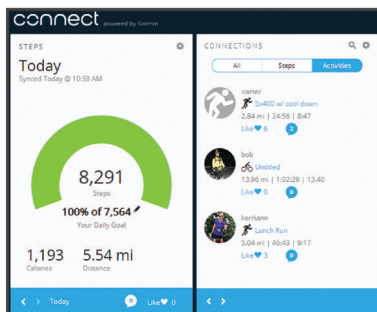 connect powered by Garmin
STEPS
Today
Synced Today @ 10:38 AM
8,291
Steps
100% of 7,564
Your Daily Goal
1,193
Calories
5.54 mi
Distance
Today
0
Like 0
CONNECTIONS
All
Steps
Activities
carter
5x400 w/ cool down
2.84 mi | 24:56 | 8:47
Like 6
2
bob
Untitled
13.96 mi | 1:02:29 | 13.40
Like 0
0
kerriann
Lunch Run
5.04 mi | 46:43 | 9:17
Like 3
0